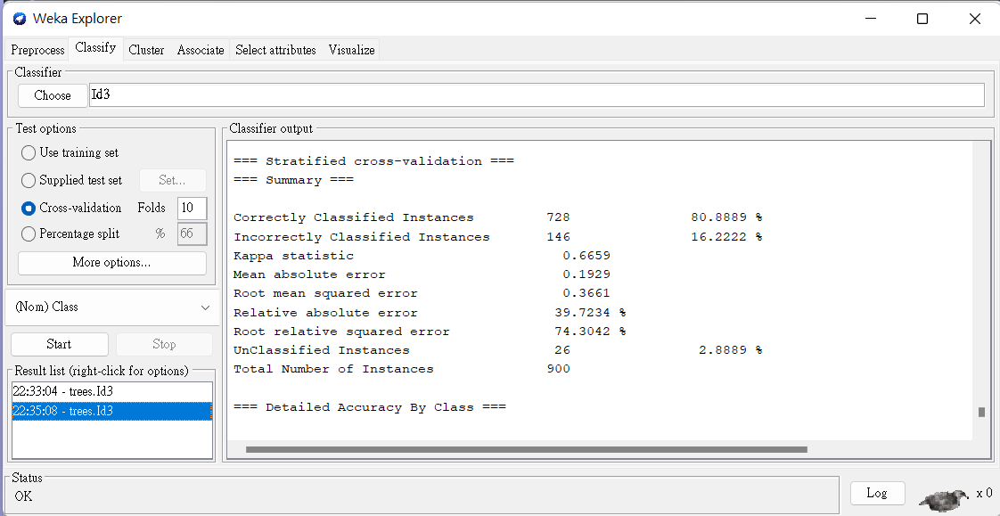 Weka Explorer
Preprocess Classify Cluster Associate Select attributes Visualize
Classifier
Choose Id3
Test options
Use training set
Supplied test set Set...
Cross-validation Folds 10
Percentage split % 66
More options...
(Nom) Class
Start Stop
Result list (right-click for options)
22:33:04 - trees.Id3
22:35:08 - trees.Id3
Classifier output
=== Stratified cross-validation ===
=== Summary ===
Correctly Classified Instances 728 80.8889 %
Incorrectly Classified Instances 146 16.2222 %
Kappa statistic 0.6659
Mean absolute error 0.1929
Root mean squared error 0.3661
Relative absolute error 39.7234 %
Root relative squared error 74.3042 %
UnClassified Instances 26 2.8889 %
Total Number of Instances 900
=== Detailed Accuracy By Class ===
Status
OK
Log x 0